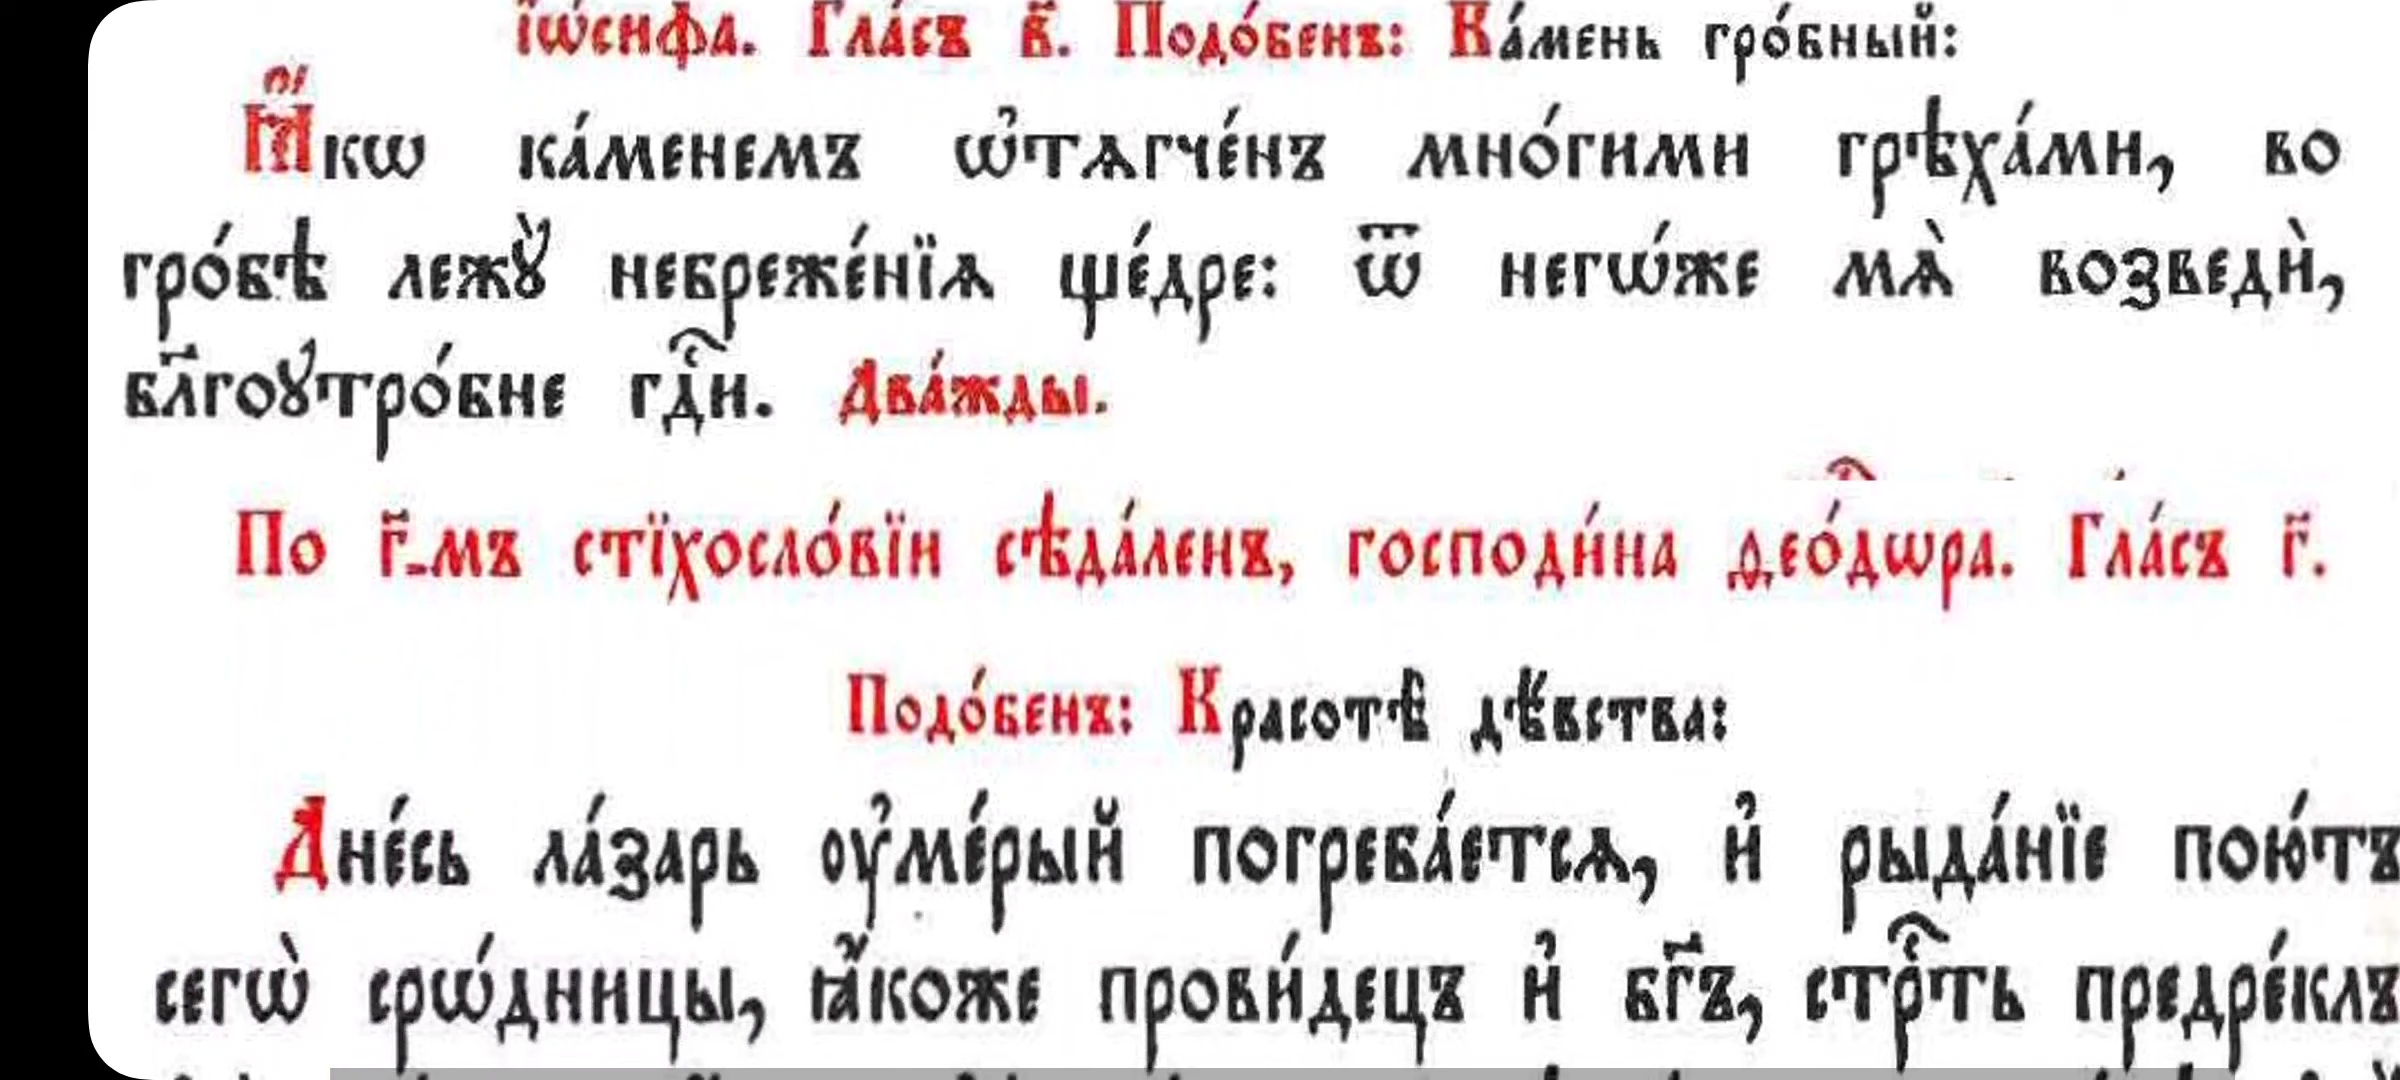 і҆ѡ́сифа. Гла́съ в҃. Подо́бенъ: Ка́мень гро́бный:
Ꙗ҆́кѡ ка́менемъ ѡ҆тѧгче́нъ мно́гими грѣха́ми, во
гро́бѣ лежꙋ̀ небреже́нїѧ ще́дре: ѿ негѡ́же мѧ̀ возведѝ,
бл҃гоꙋтро́бне гдⷭ҇и. Два́жды.
По г҃-мъ стїхосло́вїи сѣда́ленъ, господи́на ѳео́дѡра. Гла́съ г҃.
Подо́бенъ: Красотѣ̀ дѣ́вства:
Дне́сь ла́зарь ᲂу҆ме́рый погреба́етсѧ, и҆ рыда́нїе пою́тъ
сегѡ̀ срѡ́дницы, ꙗ҆́коже прови́децъ и҆ бг҃ъ, стрⷭ҇ть предре́клъ